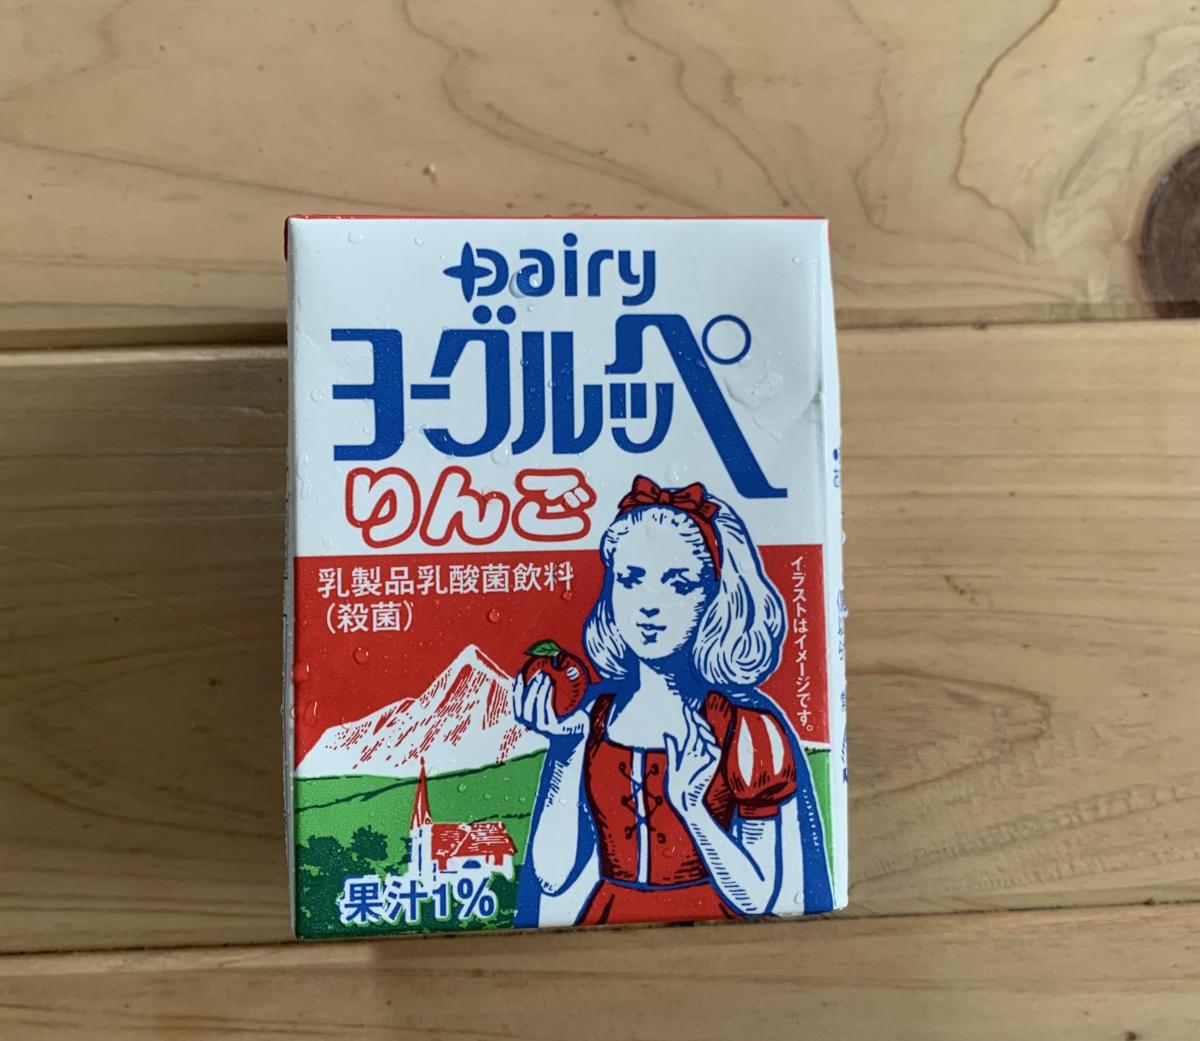 Dairy
ヨーグルッペ
りんご
乳製品乳酸菌飲料
(殺菌)
イラストはイメージです。
果汁1%